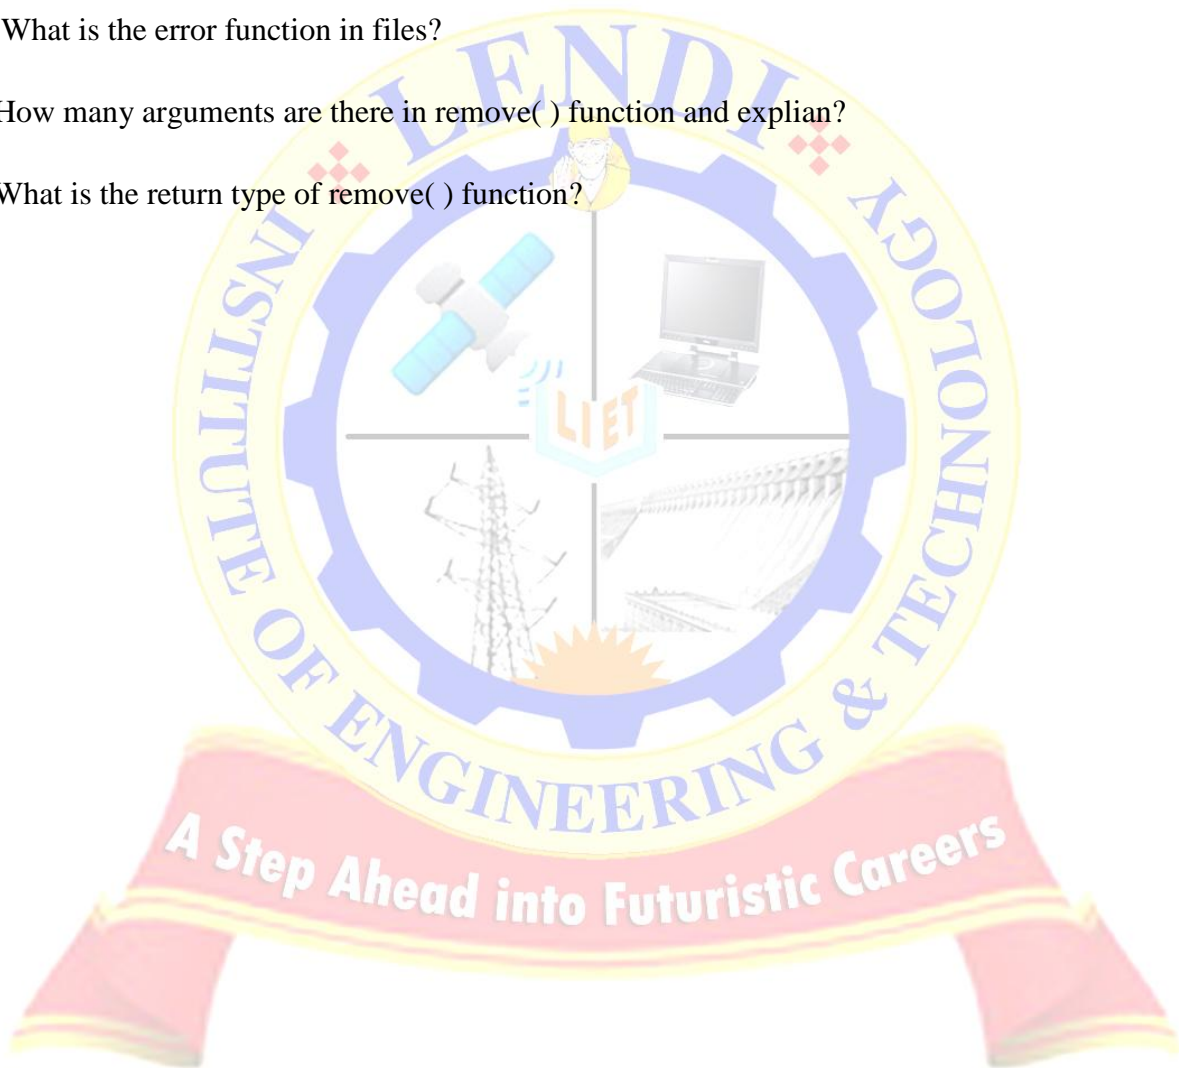 What is the error function in files?
How many arguments are there in remove( ) function and explian?
What is the return type of remove( ) function?
LENDI
INSTITUTE OF ENGINEERING & TECHNOLOGY
LIET
A Step Ahead into Futuristic Careers